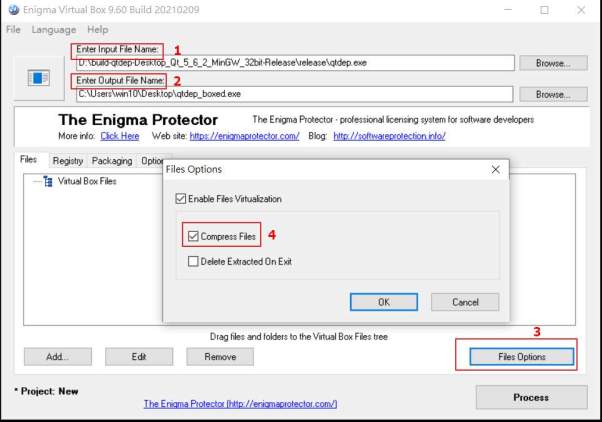 Enigma Virtual Box 9.60 Build 20210209
File Language Help
Enter Input File Name: 1
D:\build-qtdep-Desktop_Qt_5_6_2_MinGW_32bit-Release\release\qtdep.exe Browse...
Enter Output File Name: 2
C:\Users\win10\Desktop\qtdep_boxed.exe Browse...
The Enigma Protector The Enigma Protector - professional licensing system for software developers
More info: Click Here Web site: https://enigmaprotector.com/ Blog: http://softwareprotection.info/
Files Registry Packaging
Virtual Box Files
Files Options
Enable Files Virtualization
Compress Files 4
Delete Extracted On Exit
OK Cancel
Drag files and folders to the Virtual Box Files tree
3
Add... Edit Remove Files Options
* Project: New
The Enigma Protector (http://enigmaprotector.com/)
Process